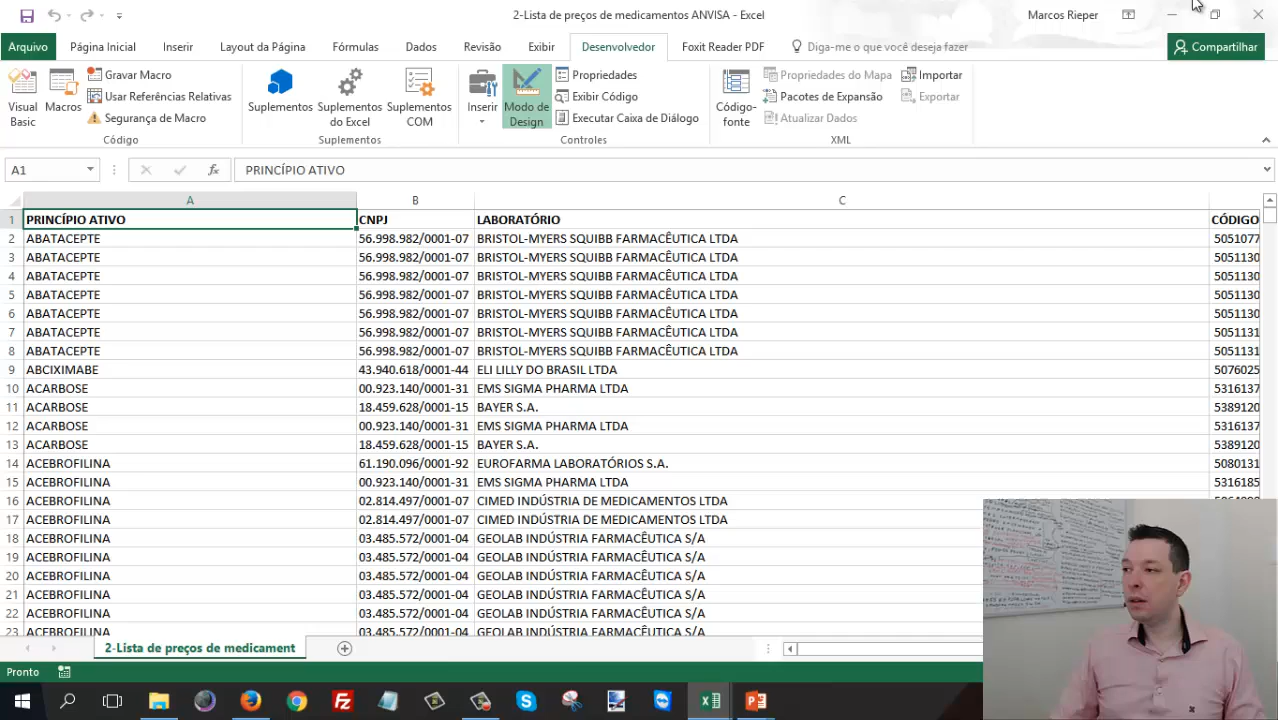 2-Lista de preços de medicamentos ANVISA - Excel
Marcos Rieper
Arquivo Página Inicial Inserir Layout da Página Fórmulas Dados Revisão Exibir Desenvolvedor Foxit Reader PDF Diga-me o que você deseja fazer Compartilhar
Visual Basic
Macros
Gravar Macro
Usar Referências Relativas
Segurança de Macro
Código
Suplementos
Suplementos do Excel
Suplementos COM
Suplementos
Inserir
Modo de Design
Propriedades
Exibir Código
Executar Caixa de Diálogo
Controles
Código-fonte
Propriedades do Mapa
Pacotes de Expansão
Atualizar Dados
Importar
Exportar
XML
A1 fx PRINCÍPIO ATIVO
A B C
1 PRINCÍPIO ATIVO CNPJ LABORATÓRIO CÓDIGO
2 ABATACEPTE 56.998.982/0001-07 BRISTOL-MYERS SQUIBB FARMACÊUTICA LTDA 5051077
3 ABATACEPTE 56.998.982/0001-07 BRISTOL-MYERS SQUIBB FARMACÊUTICA LTDA 5051130
4 ABATACEPTE 56.998.982/0001-07 BRISTOL-MYERS SQUIBB FARMACÊUTICA LTDA 5051130
5 ABATACEPTE 56.998.982/0001-07 BRISTOL-MYERS SQUIBB FARMACÊUTICA LTDA 5051130
6 ABATACEPTE 56.998.982/0001-07 BRISTOL-MYERS SQUIBB FARMACÊUTICA LTDA 5051130
7 ABATACEPTE 56.998.982/0001-07 BRISTOL-MYERS SQUIBB FARMACÊUTICA LTDA 5051131
8 ABATACEPTE 56.998.982/0001-07 BRISTOL-MYERS SQUIBB FARMACÊUTICA LTDA 5051131
9 ABCIXIMABE 43.940.618/0001-44 ELI LILLY DO BRASIL LTDA 5076025
10 ACARBOSE 00.923.140/0001-31 EMS SIGMA PHARMA LTDA 5316137
11 ACARBOSE 18.459.628/0001-15 BAYER S.A. 5389120
12 ACARBOSE 00.923.140/0001-31 EMS SIGMA PHARMA LTDA 5316137
13 ACARBOSE 18.459.628/0001-15 BAYER S.A. 5389120
14 ACEBROFILINA 61.190.096/0001-92 EUROFARMA LABORATÓRIOS S.A. 5080131
15 ACEBROFILINA 00.923.140/0001-31 EMS SIGMA PHARMA LTDA 5316185
16 ACEBROFILINA 02.814.497/0001-07 CIMED INDÚSTRIA DE MEDICAMENTOS LTDA
17 ACEBROFILINA 02.814.497/0001-07 CIMED INDÚSTRIA DE MEDICAMENTOS LTDA
18 ACEBROFILINA 03.485.572/0001-04 GEOLAB INDÚSTRIA FARMACÊUTICA S/A
19 ACEBROFILINA 03.485.572/0001-04 GEOLAB INDÚSTRIA FARMACÊUTICA S/A
20 ACEBROFILINA 03.485.572/0001-04 GEOLAB INDÚSTRIA FARMACÊUTICA S/A
21 ACEBROFILINA 03.485.572/0001-04 GEOLAB INDÚSTRIA FARMACÊUTICA S/A
22 ACEBROFILINA 03.485.572/0001-04 GEOLAB INDÚSTRIA FARMACÊUTICA S/A
23 ACEBROFILINA 03.485.572/0001-04 GEOLAB INDÚSTRIA FARMACÊUTICA S/A
2-Lista de preços de medicament
Pronto